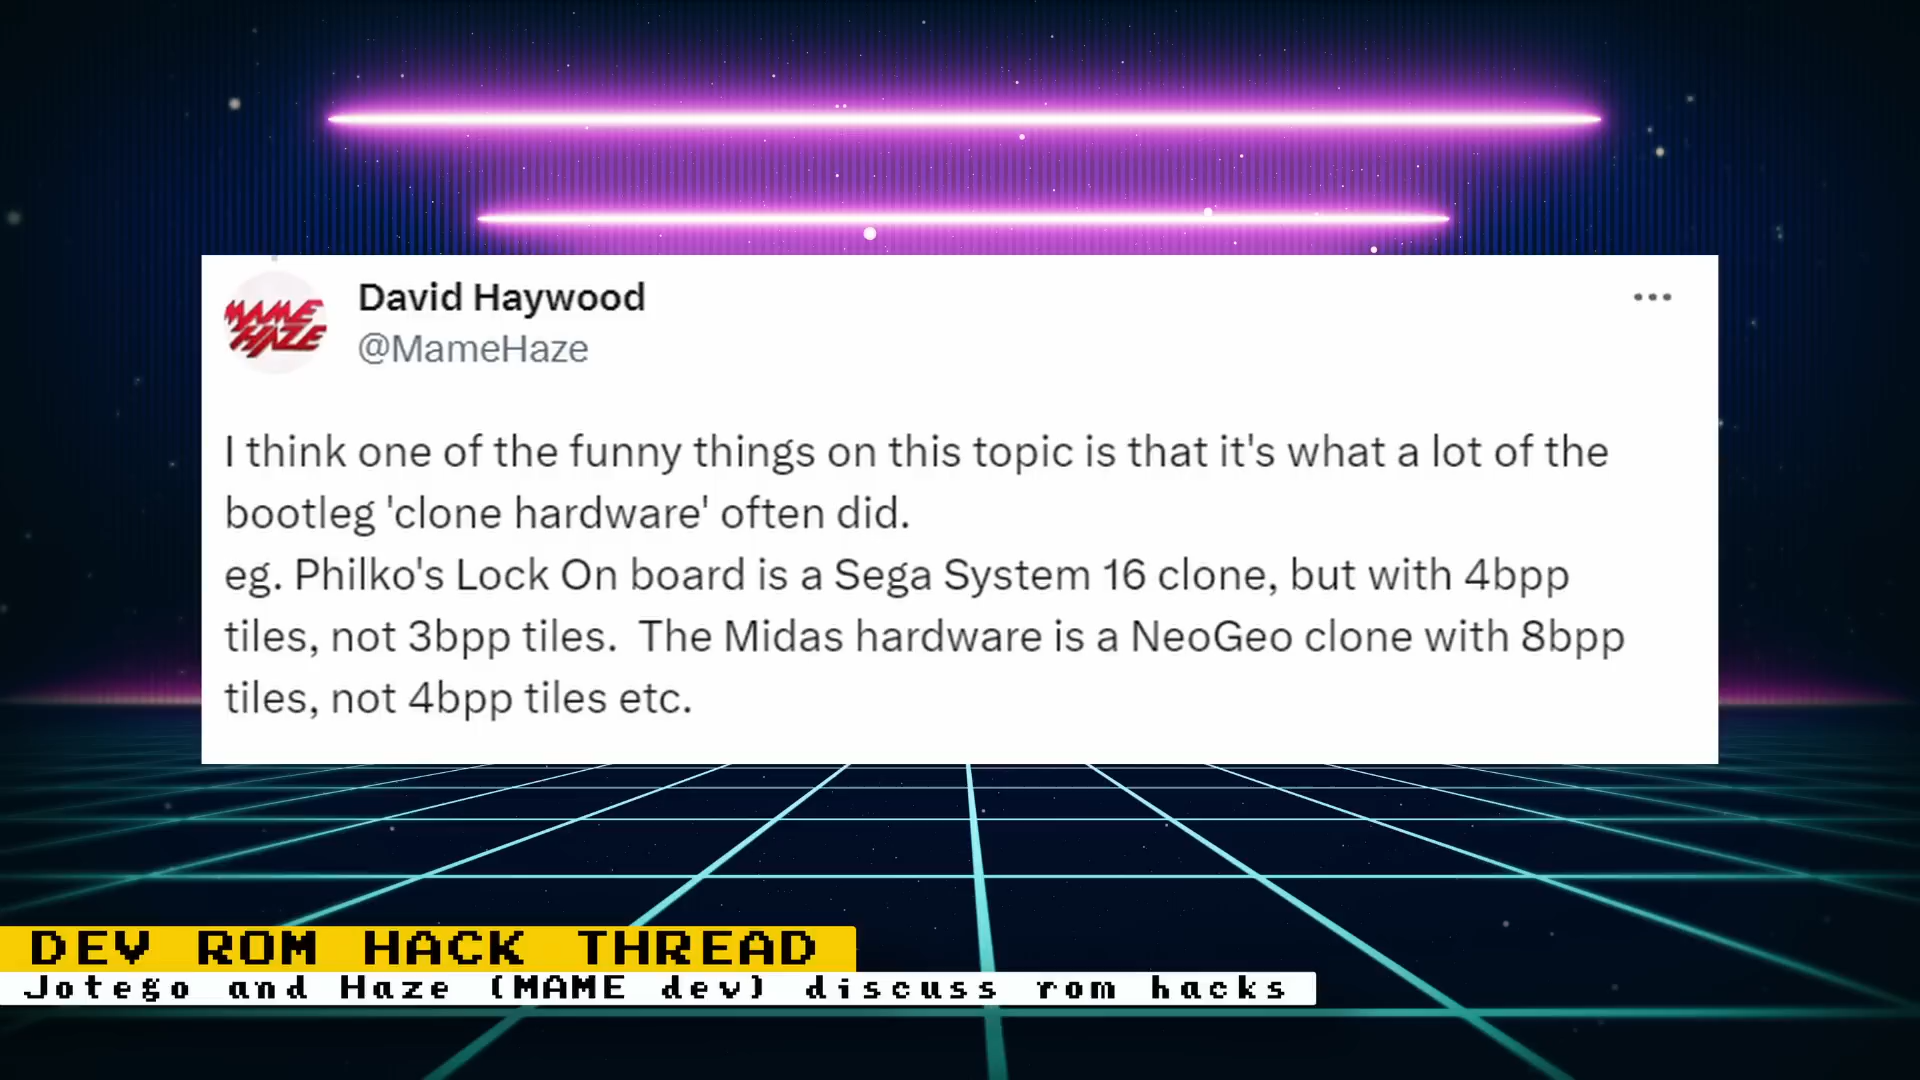 MAME
HAZE
David Haywood
@MameHaze
I think one of the funny things on this topic is that it's what a lot of the
bootleg 'clone hardware' often did.
eg. Philko's Lock On board is a Sega System 16 clone, but with 4bpp
tiles, not 3bpp tiles.  The Midas hardware is a NeoGeo clone with 8bpp
tiles, not 4bpp tiles etc.
DEV ROM HACK THREAD
Jotego and Haze (MAME dev) discuss rom hacks